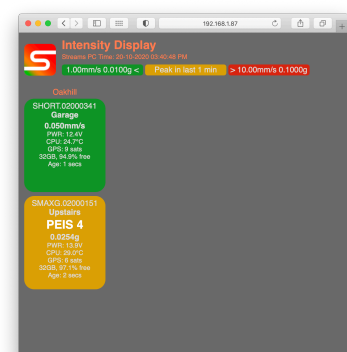 192.168.1.87
Intensity Display
Streams PC Time: 20-10-2020 03:40:48 PM
1.00mm/s 0.0100g < Peak in last 1 min > 10.00mm/s 0.1000g
Oakhill
SHORT.02000341
Garage
0.050mm/s
PWR: 12.4V
CPU: 24.7°C
GPS: 9 sats
32GB, 94.9% free
Age: 1 secs
SMAXG.02000151
Upstairs
PEIS 4
0.0254g
PWR: 13.9V
CPU: 29.0°C
GPS: 8 sats
32GB, 97.1% free
Age: 2 secs